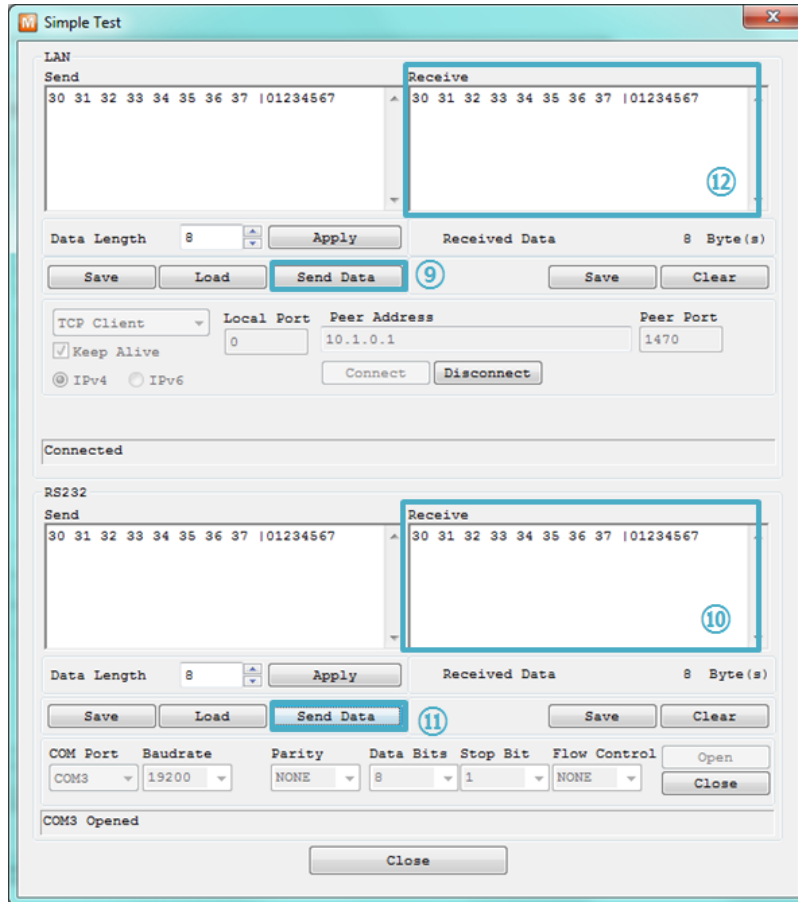 M Simple Test
LAN
Send Receive
30 31 32 33 34 35 36 37 |01234567 30 31 32 33 34 35 36 37 |01234567
⑫
Data Length 8 Apply Received Data 8 Byte(s)
Save Load Send Data ⑨ Save Clear
TCP Client Local Port Peer Address Peer Port
Keep Alive 0 10.1.0.1 1470
IPv4 IPv6 Connect Disconnect
Connected
RS232
Send Receive
30 31 32 33 34 35 36 37 |01234567 30 31 32 33 34 35 36 37 |01234567
⑩
Data Length 8 Apply Received Data 8 Byte(s)
Save Load Send Data ⑪ Save Clear
COM Port Baudrate Parity Data Bits Stop Bit Flow Control Open
COM3 19200 NONE 8 1 NONE Close
COM3 Opened
Close